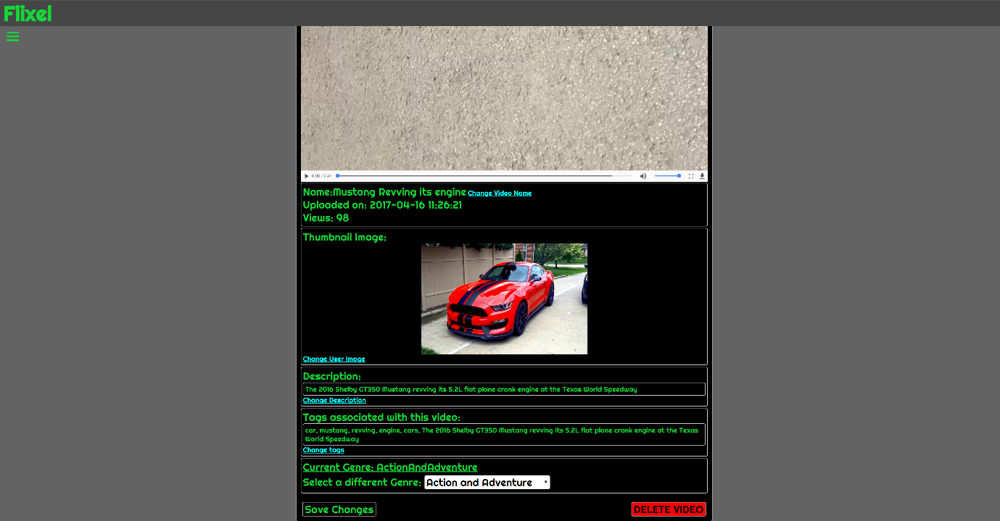 Flixel
0:00 / 0:41
Name:Mustang Revving its engine Change Video Name
Uploaded on: 2017-04-16 11:26:21
Views: 98
Thumbnail Image:
Change User Image
Description:
The 2016 Shelby GT350 Mustang revving its 5.2L flat plane crank engine at the Texas World Speedway
Change Description
Tags associated with this video:
car, mustang, revving, engine, cars, The 2016 Shelby GT350 Mustang revving its 5.2L flat plane crank engine at the Texas
World Speedway
Change tags
Current Genre: ActionAndAdventure
Select a different Genre: Action and Adventure
Save Changes DELETE VIDEO